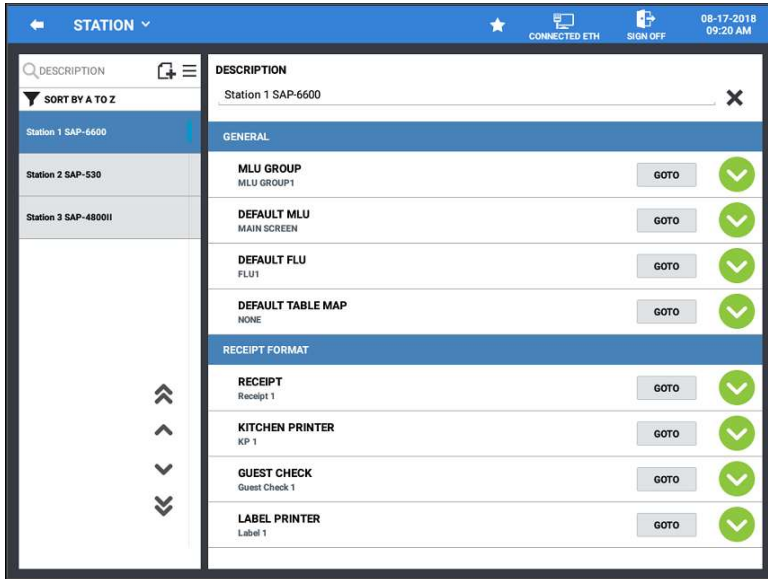 STATION
CONNECTED ETH
SIGN OFF
08-17-2018
09:20 AM
DESCRIPTION
SORT BY A TO Z
Station 1 SAP-6600
Station 2 SAP-530
Station 3 SAP-4800II
DESCRIPTION
Station 1 SAP-6600
GENERAL
MLU GROUP
MLU GROUP1
GOTO
DEFAULT MLU
MAIN SCREEN
GOTO
DEFAULT FLU
FLU1
GOTO
DEFAULT TABLE MAP
NONE
GOTO
RECEIPT FORMAT
RECEIPT
Receipt 1
GOTO
KITCHEN PRINTER
KP 1
GOTO
GUEST CHECK
Guest Check 1
GOTO
LABEL PRINTER
Label 1
GOTO